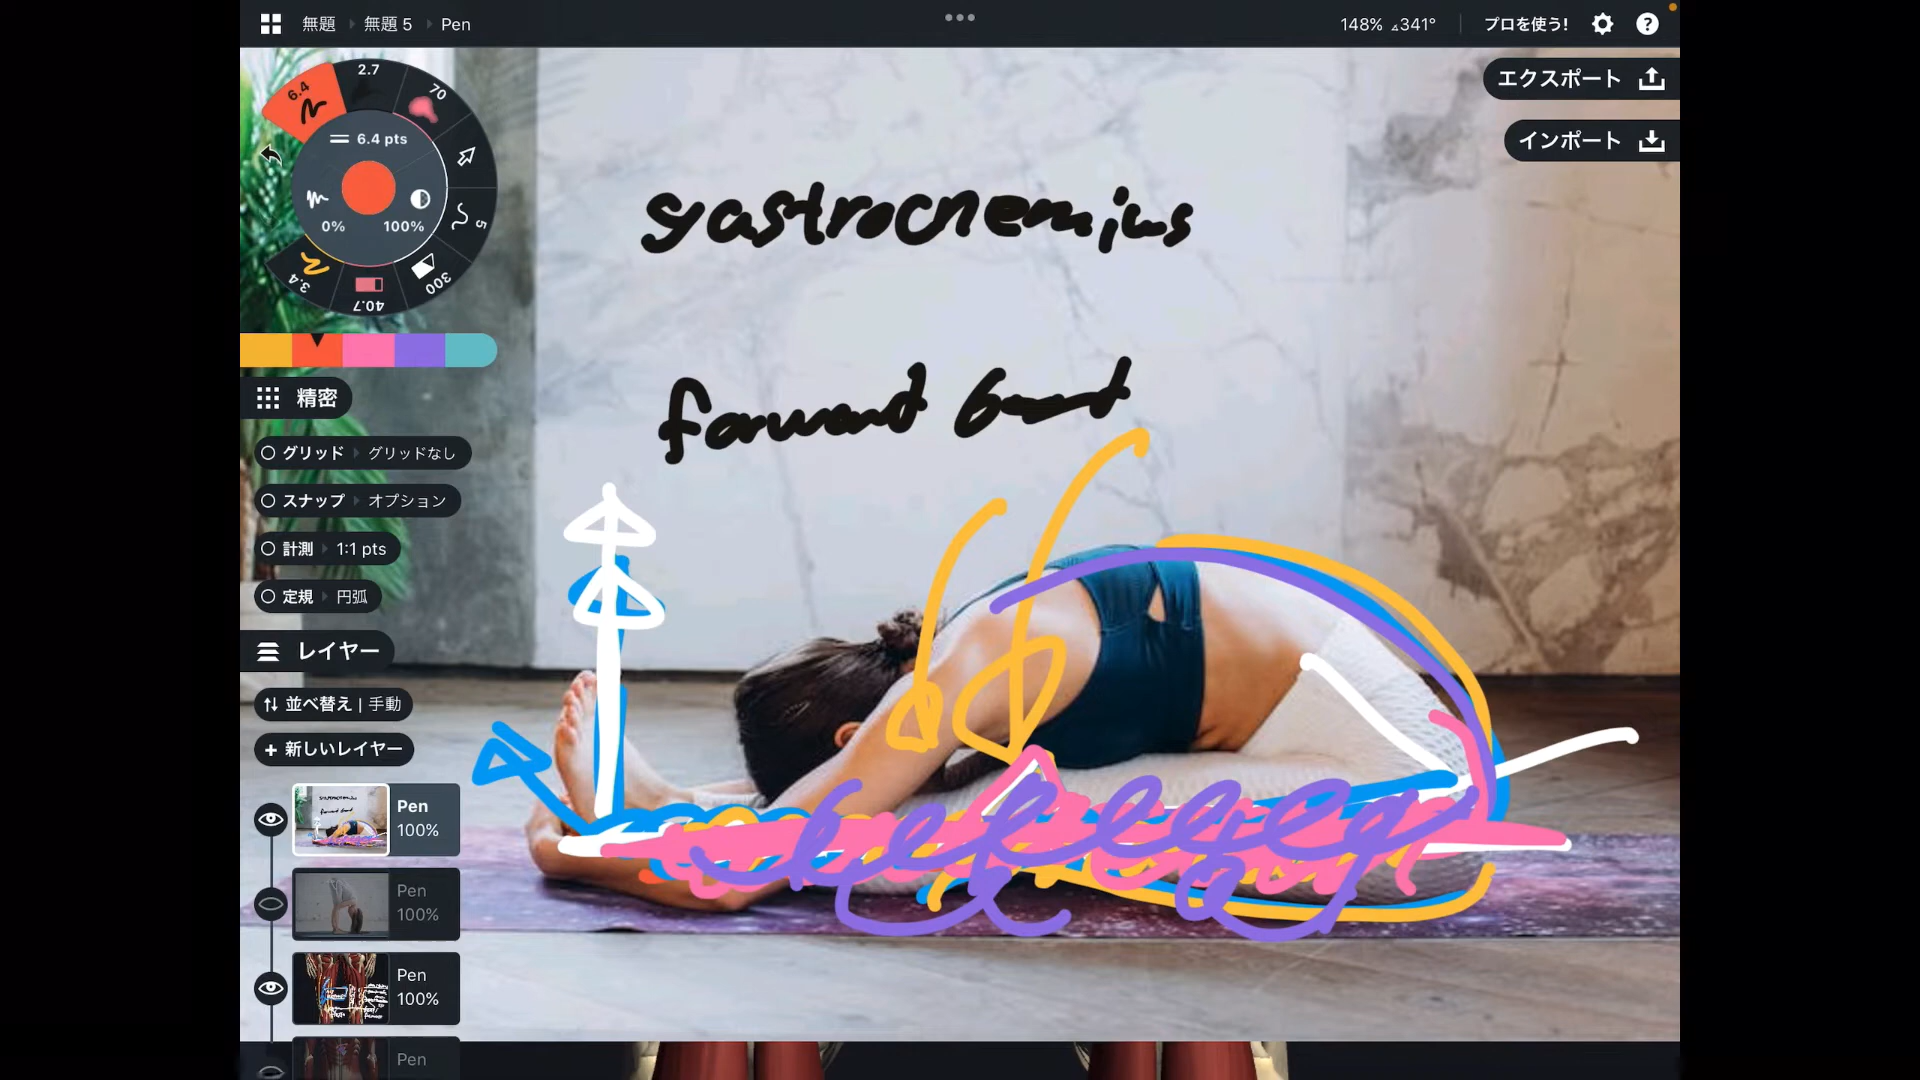 無題 無題 5 Pen
148% 341° プロを使う!
エクスポート
インポート
2.7
6.4
70
6.4 pts
0% 100%
5
3.4
40.7
300
gastrocnemius
forward bend
精密
グリッド グリッドなし
スナップ オプション
計測 1:1 pts
定規 円弧
レイヤー
並べ替え | 手動
+ 新しいレイヤー
Pen
100%
Pen
100%
Pen
100%
Pen